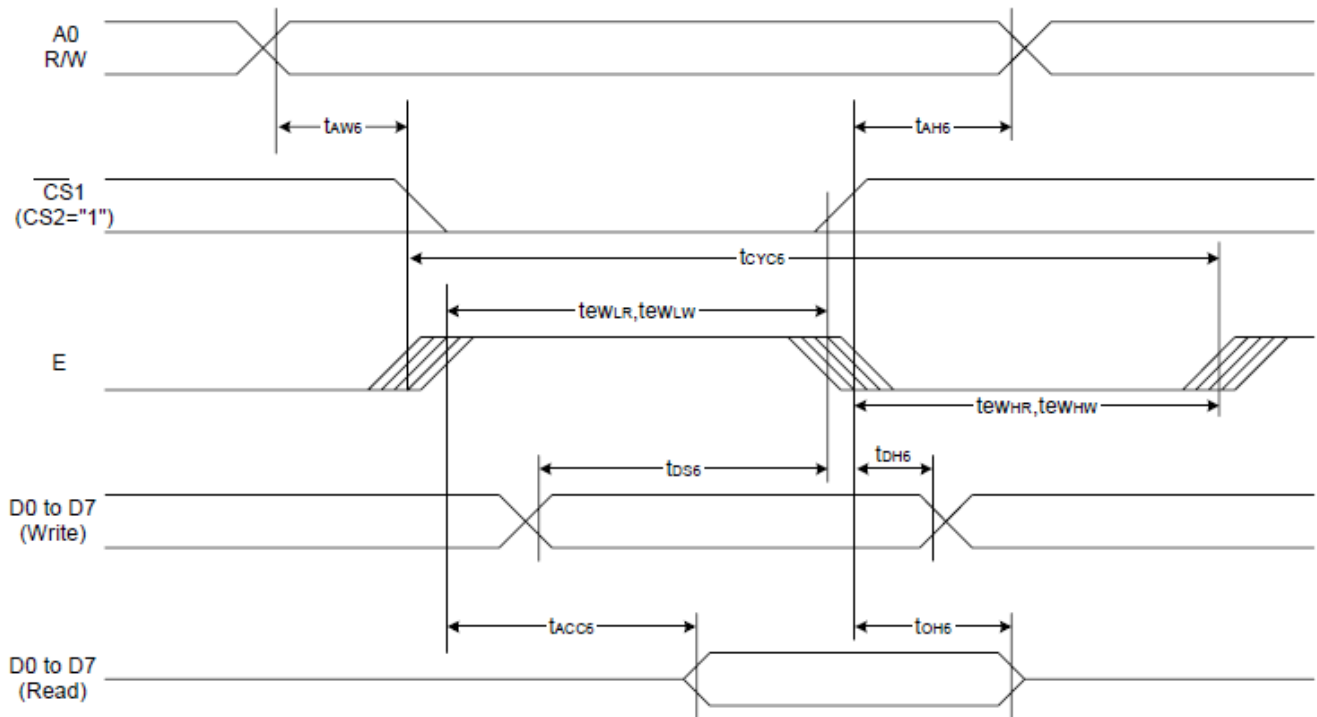 A0
R/W
tAW6
tAH6
CS1
(CS2="1")
tCYC6
tewLR,tewLW
E
tewHR,tewHW
tDS6
tDH6
D0 to D7
(Write)
tACC6
tOH6
D0 to D7
(Read)